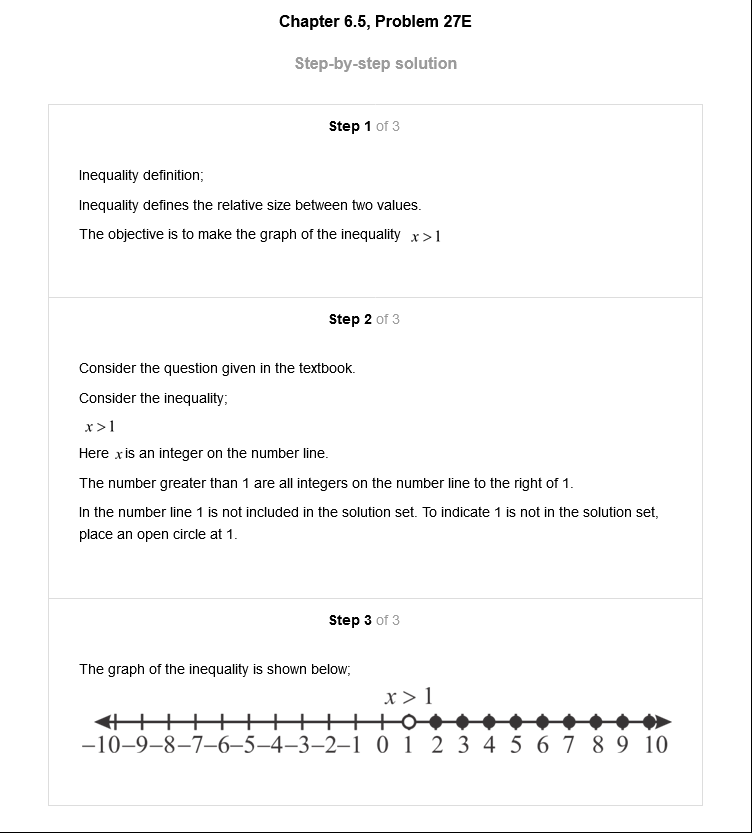 Chapter 6.5, Problem 27E
Step-by-step solution
Step 1 of 3
Inequality definition;
Inequality defines the relative size between two values.
The objective is to make the graph of the inequality x > 1
Step 2 of 3
Consider the question given in the textbook.
Consider the inequality;
x > 1
Here x is an integer on the number line.
The number greater than 1 are all integers on the number line to the right of 1.
In the number line 1 is not included in the solution set. To indicate 1 is not in the solution set,
place an open circle at 1.
Step 3 of 3
The graph of the inequality is shown below;
x > 1
−10−9−8−7−6−5−4−3−2−1 0 1 2 3 4 5 6 7 8 9 10